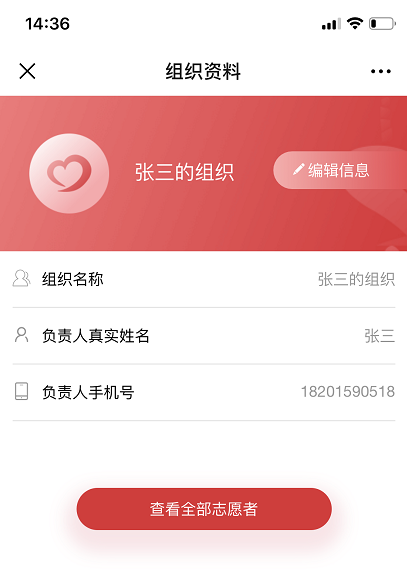 14:36
组织资料
张三的组织
编辑信息
组织名称 张三的组织
负责人真实姓名 张三
负责人手机号 18201590518
查看全部志愿者